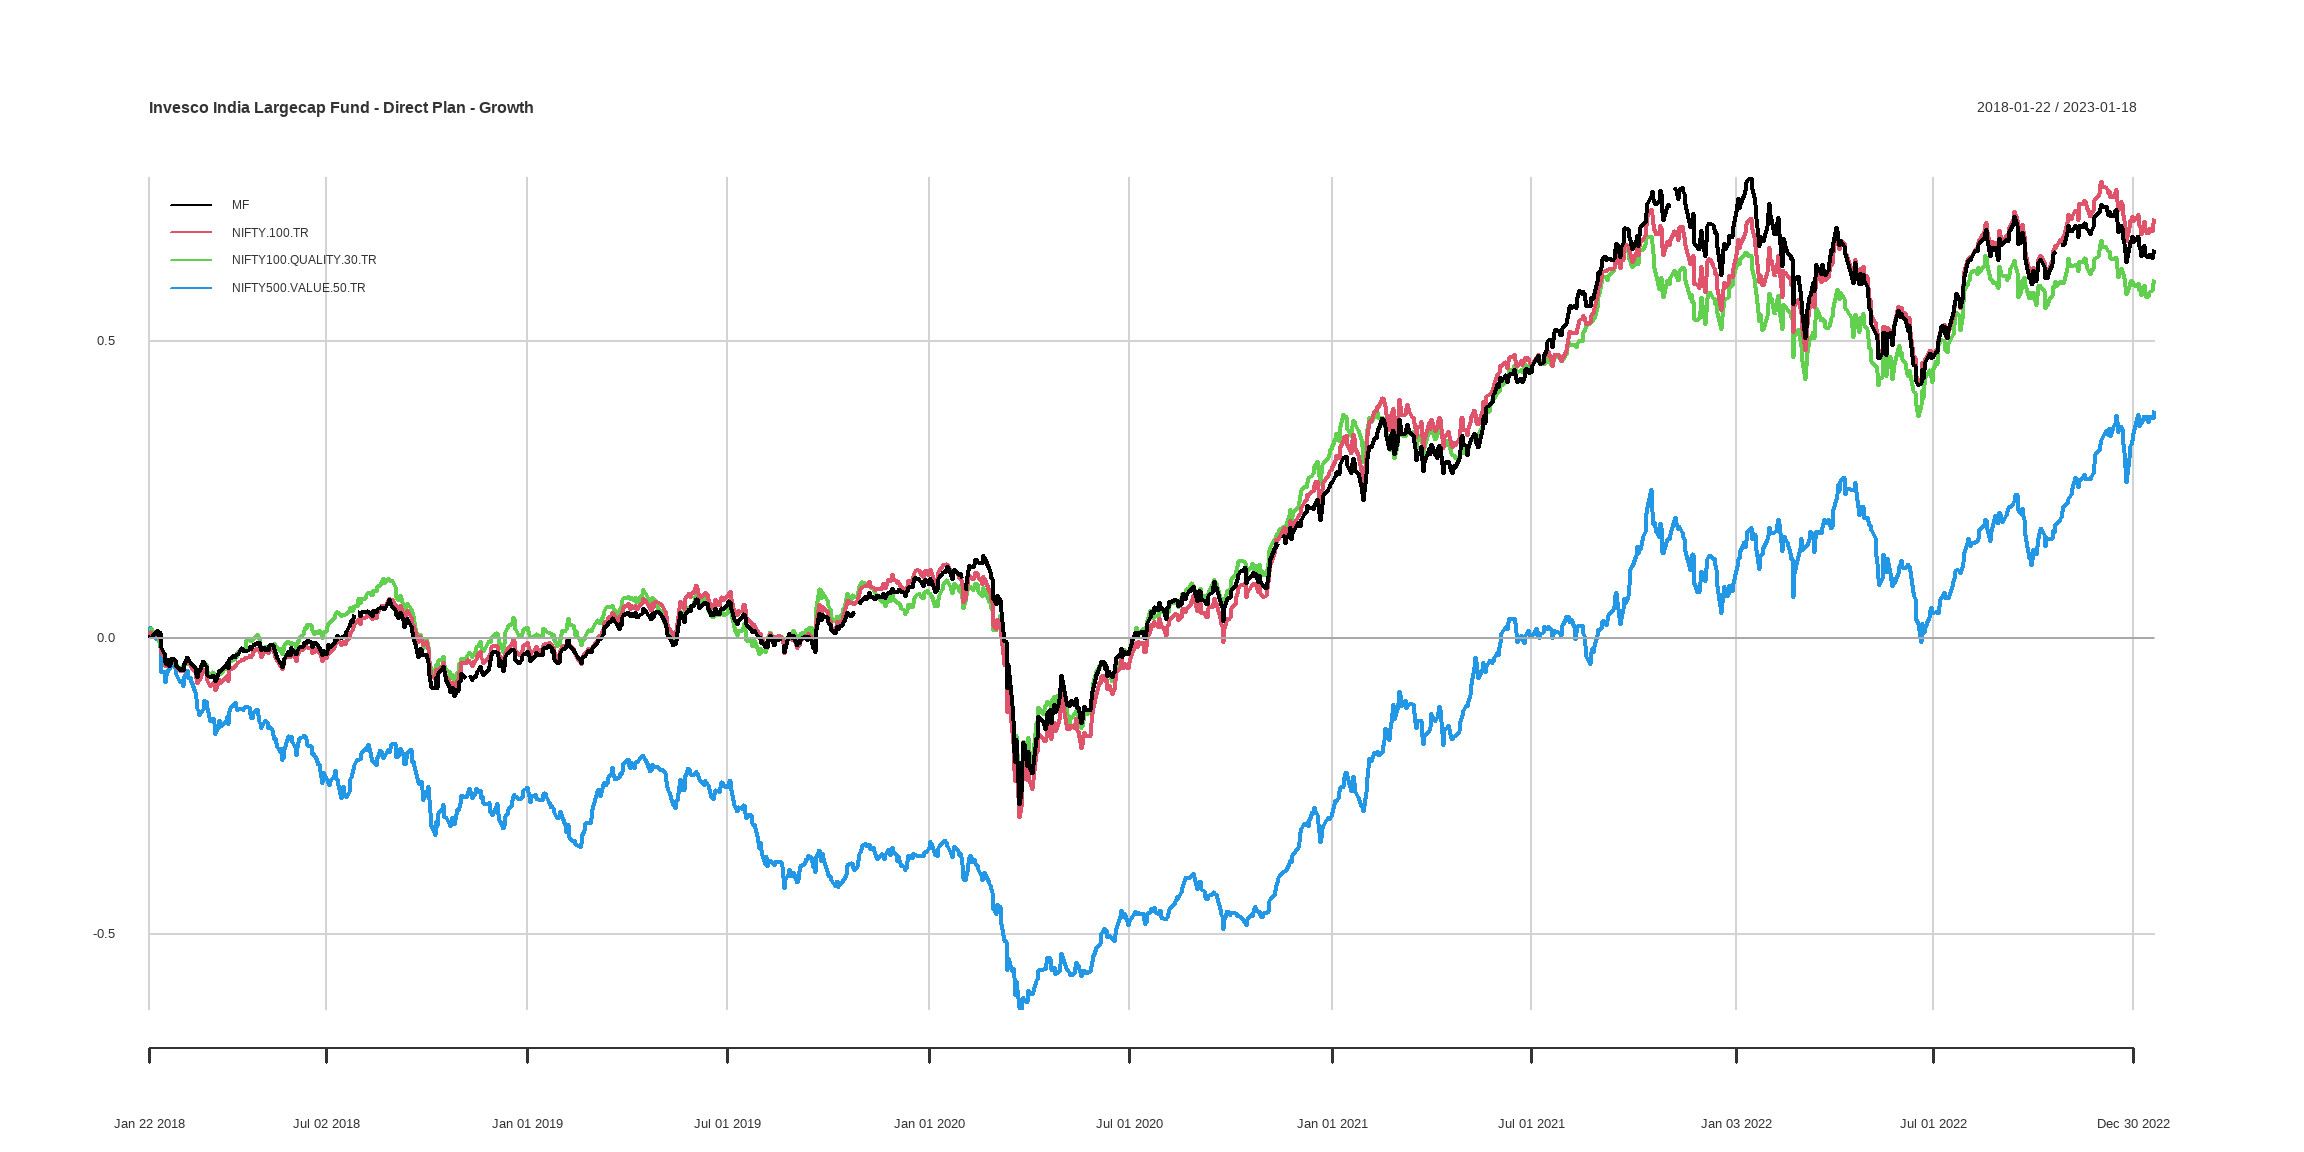 Invesco India Largecap Fund - Direct Plan - Growth
2018-01-22 / 2023-01-18
MF
NIFTY.100.TR
NIFTY100.QUALITY.30.TR
NIFTY500.VALUE.50.TR
0.5
0.0
-0.5
Jan 22 2018
Jul 02 2018
Jan 01 2019
Jul 01 2019
Jan 01 2020
Jul 01 2020
Jan 01 2021
Jul 01 2021
Jan 03 2022
Jul 01 2022
Dec 30 2022